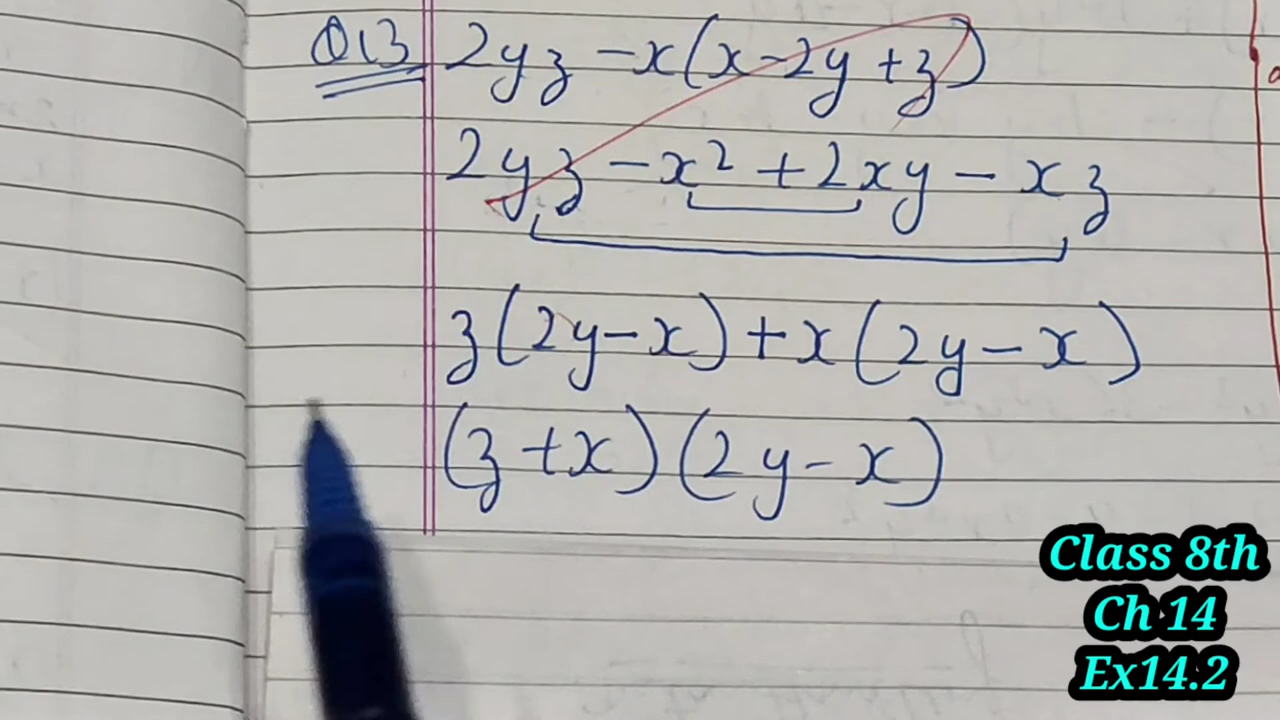 Q13 2yz - x(x - 2y + z)
2yz - x² + 2xy - xz
z(2y - x) + x(2y - x)
(z + x)(2y - x)
Class 8th
Ch 14
Ex14.2